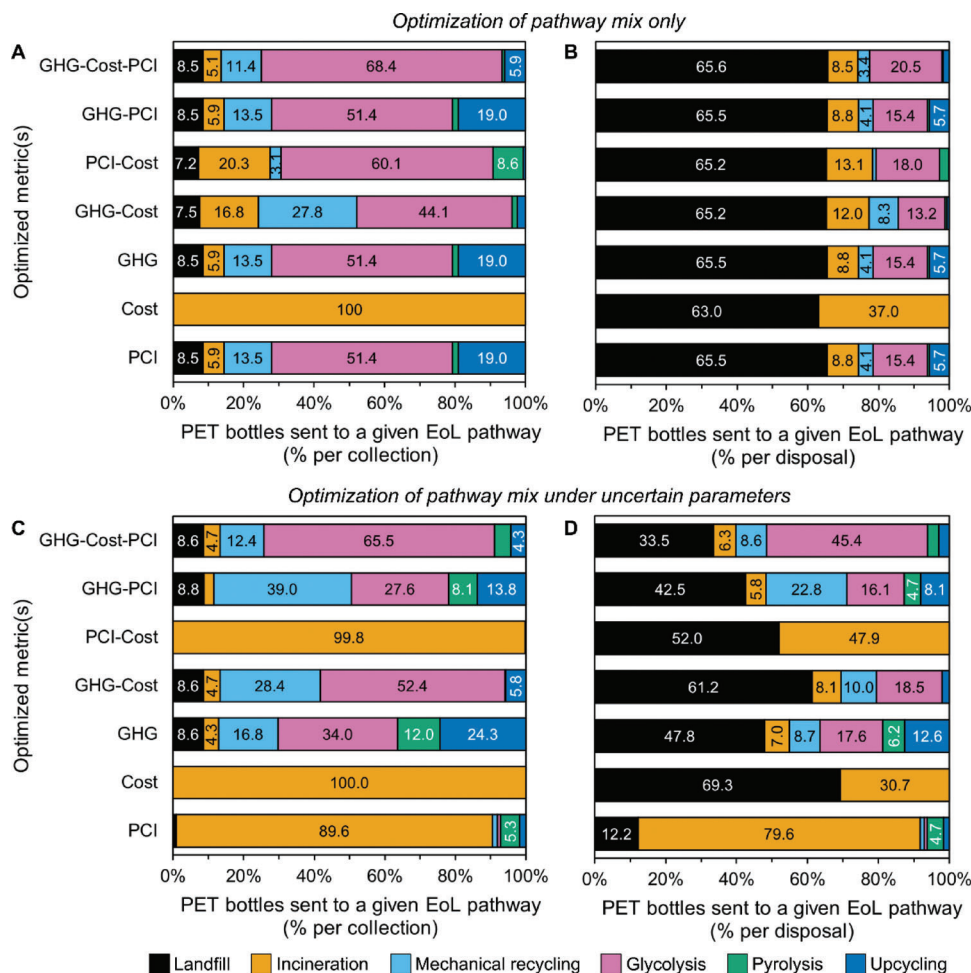 Optimization of pathway mix only
A
B
GHG-Cost-PCI
8.5 5.1 11.4 68.4 5.9
65.6 8.5 3.4 20.5
GHG-PCI
8.5 5.9 13.5 51.4 19.0
65.5 8.8 4.1 15.4 5.7
PCI-Cost
7.2 20.3 3.1 60.1 8.6
65.2 13.1 18.0
GHG-Cost
7.5 16.8 27.8 44.1
65.2 12.0 8.3 13.2
GHG
8.5 5.9 13.5 51.4 19.0
65.5 8.8 4.1 15.4 5.7
Cost
100
63.0 37.0
PCI
8.5 5.9 13.5 51.4 19.0
65.5 8.8 4.1 15.4 5.7
Optimized metric(s)
0% 20% 40% 60% 80% 100%
0% 20% 40% 60% 80% 100%
PET bottles sent to a given EoL pathway
(% per collection)
PET bottles sent to a given EoL pathway
(% per disposal)
Optimization of pathway mix under uncertain parameters
C
D
GHG-Cost-PCI
8.6 4.7 12.4 65.5 4.3
33.5 6.3 8.6 45.4
GHG-PCI
8.8 39.0 27.6 8.1 13.8
42.5 5.8 22.8 16.1 4.7 8.1
PCI-Cost
99.8
52.0 47.9
GHG-Cost
8.6 4.7 28.4 52.4 5.8
61.2 8.1 10.0 18.5
GHG
8.6 4.3 16.8 34.0 12.0 24.3
47.8 7.0 8.7 17.6 6.2 12.6
Cost
100.0
69.3 30.7
PCI
89.6 5.3
12.2 79.6 4.7
Optimized metric(s)
0% 20% 40% 60% 80% 100%
0% 20% 40% 60% 80% 100%
PET bottles sent to a given EoL pathway
(% per collection)
PET bottles sent to a given EoL pathway
(% per disposal)
Landfill Incineration Mechanical recycling Glycolysis Pyrolysis Upcycling